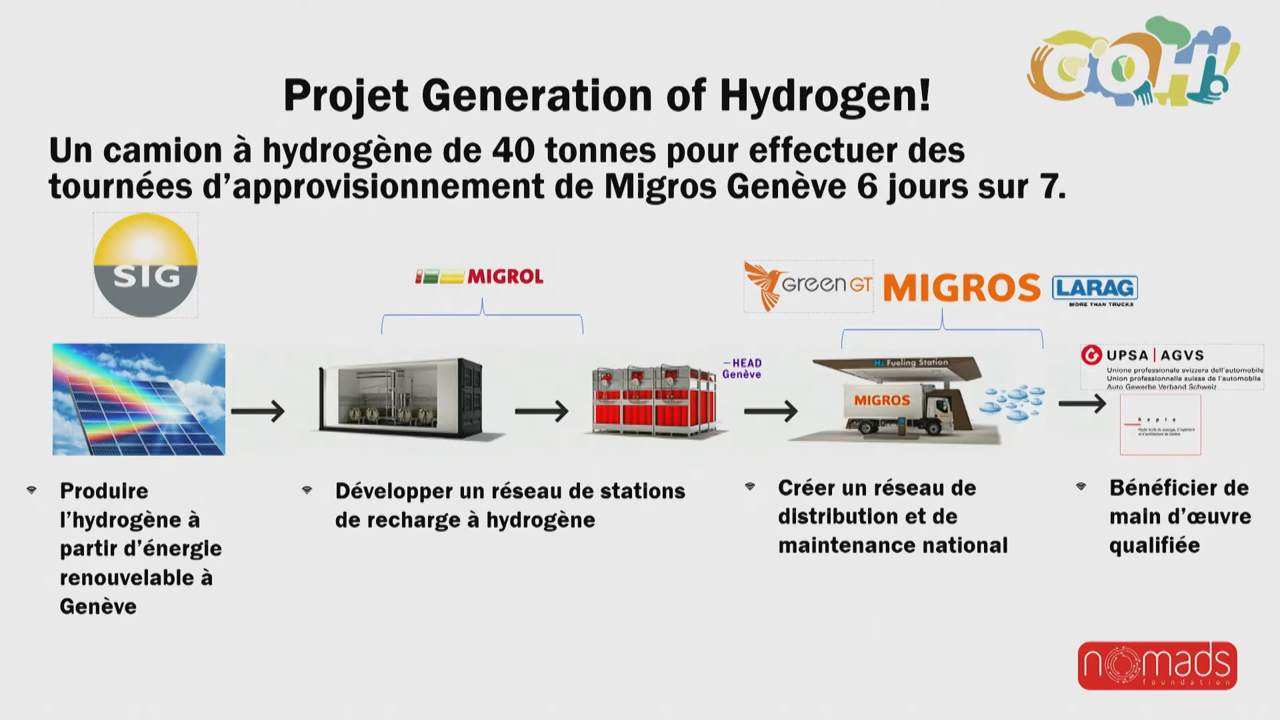 GOH!
Projet Generation of Hydrogen!
Un camion à hydrogène de 40 tonnes pour effectuer des
tournées d’approvisionnement de Migros Genève 6 jours sur 7.
SIG
MIGROL
GREENGT
MIGROS
LARAG
MORE THAN TRUCKS
–HEAD
Genève
H₂ Fueling Station
MIGROS
UPSA | AGVS
Unione professionale svizzera dell'automobile
Union professionnelle suisse de l'automobile
Auto Gewerbe Verband Schweiz
hepia
Produire
l’hydrogène à
partir d’énergie
renouvelable à
Genève
Développer un réseau de stations
de recharge à hydrogène
Créer un réseau de
distribution et de
maintenance national
Bénéficier de
main d’œuvre
qualifiée
nomads
foundation